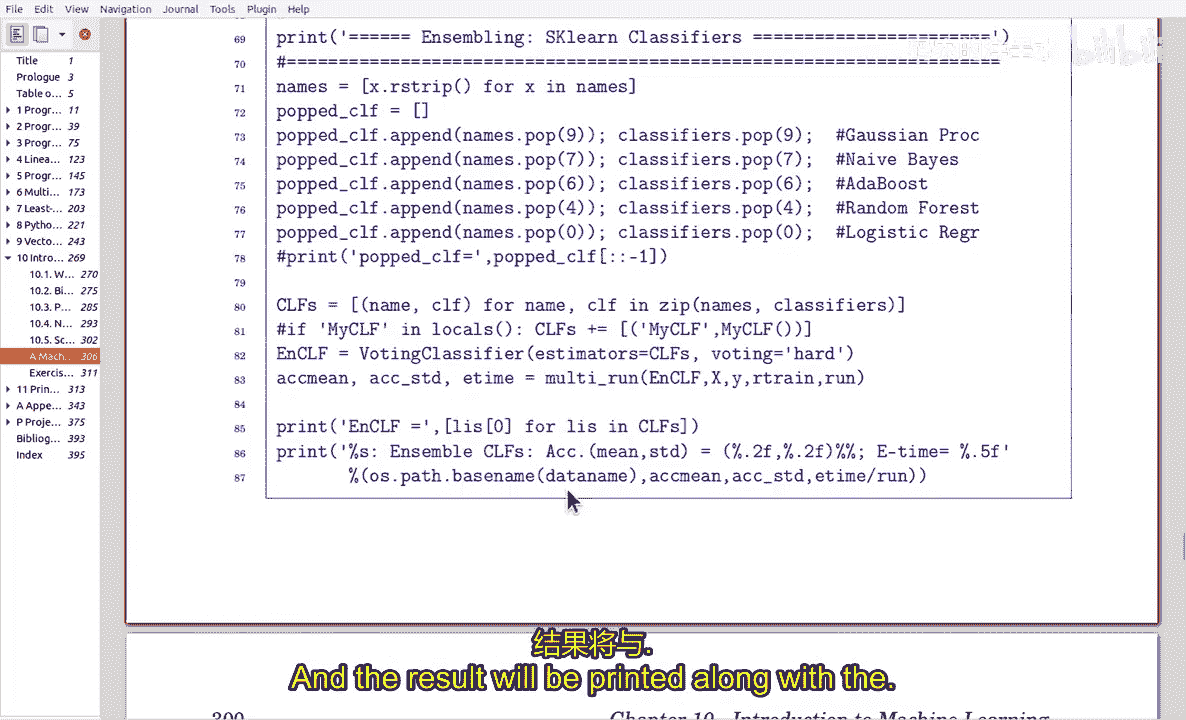 File Edit View Navigation Journal Tools Plugin Help
Title 1
Prologue 3
Table o... 5
1 Progr... 11
2 Progr... 39
3 Progr... 75
4 Linea... 123
5 Progr... 145
6 Multi... 173
7 Least-... 203
8 Pytho... 221
9 Vecto... 243
10 Intro... 269
10.1. W... 270
10.2. Bi... 275
10.3. P... 285
10.4. N... 293
10.5. Sc... 302
A Mach... 306
Exercis... 311
11 Prin... 313
A Appe... 343
P Proje... 375
Bibliog... 393
Index 395
69 print('====== Ensembling: SKlearn Classifiers =======================')
70 #=====================================================================
71 names = [x.rstrip() for x in names]
72 popped_clf = []
73 popped_clf.append(names.pop(9)); classifiers.pop(9); #Gaussian Proc
74 popped_clf.append(names.pop(7)); classifiers.pop(7); #Naive Bayes
75 popped_clf.append(names.pop(6)); classifiers.pop(6); #AdaBoost
76 popped_clf.append(names.pop(4)); classifiers.pop(4); #Random Forest
77 popped_clf.append(names.pop(0)); classifiers.pop(0); #Logistic Regr
78 #print('popped_clf=',popped_clf[::-1])
79
80 CLFs = [(name, clf) for name, clf in zip(names, classifiers)]
81 #if 'MyCLF' in locals(): CLFs += [('MyCLF',MyCLF())]
82 EnCLF = VotingClassifier(estimators=CLFs, voting='hard')
83 accmean, acc_std, etime = multi_run(EnCLF,X,y,rtrain,run)
84
85 print('EnCLF =',[lis[0] for lis in CLFs])
86 print('%s: Ensemble CLFs: Acc.(mean,std) = (%.2f,%.2f)%%; E-time= %.5f'
87 %(os.path.basename(dataname),accmean,acc_std,etime/run))
结果将与.
And the result will be printed along with the.
Chapter 10. Introduction to Machine Learning